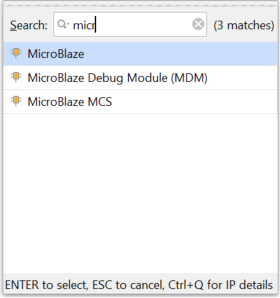 Search: micr (3 matches)
MicroBlaze
MicroBlaze Debug Module (MDM)
MicroBlaze MCS
ENTER to select, ESC to cancel, Ctrl+Q for IP details